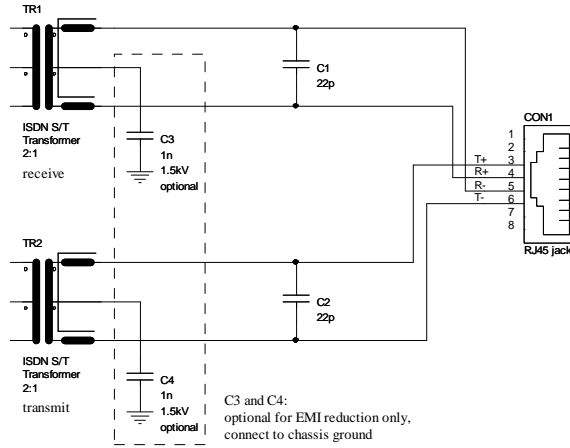 TR1
C1
22p
C3
1n
1.5kV
optional
ISDN S/T
Transformer
2:1
receive
CON1
1
2
3
4
5
6
7
8
T+
R+
R-
T-
RJ45 jack
TR2
C2
22p
ISDN S/T
Transformer
2:1
transmit
C4
1n
1.5kV
optional
C3 and C4:
optional for EMI reduction only,
connect to chassis ground